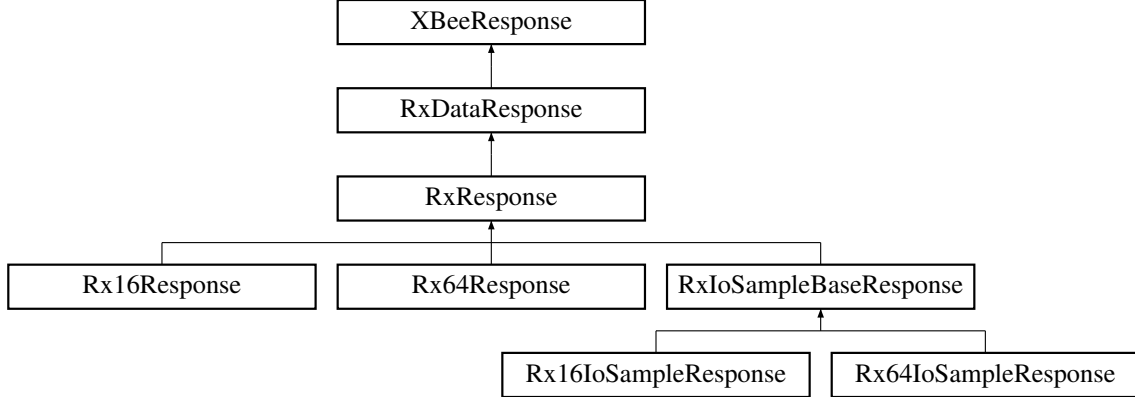 XBeeResponse
RxDataResponse
RxResponse
Rx16Response
Rx64Response
RxIoSampleBaseResponse
Rx16IoSampleResponse
Rx64IoSampleResponse